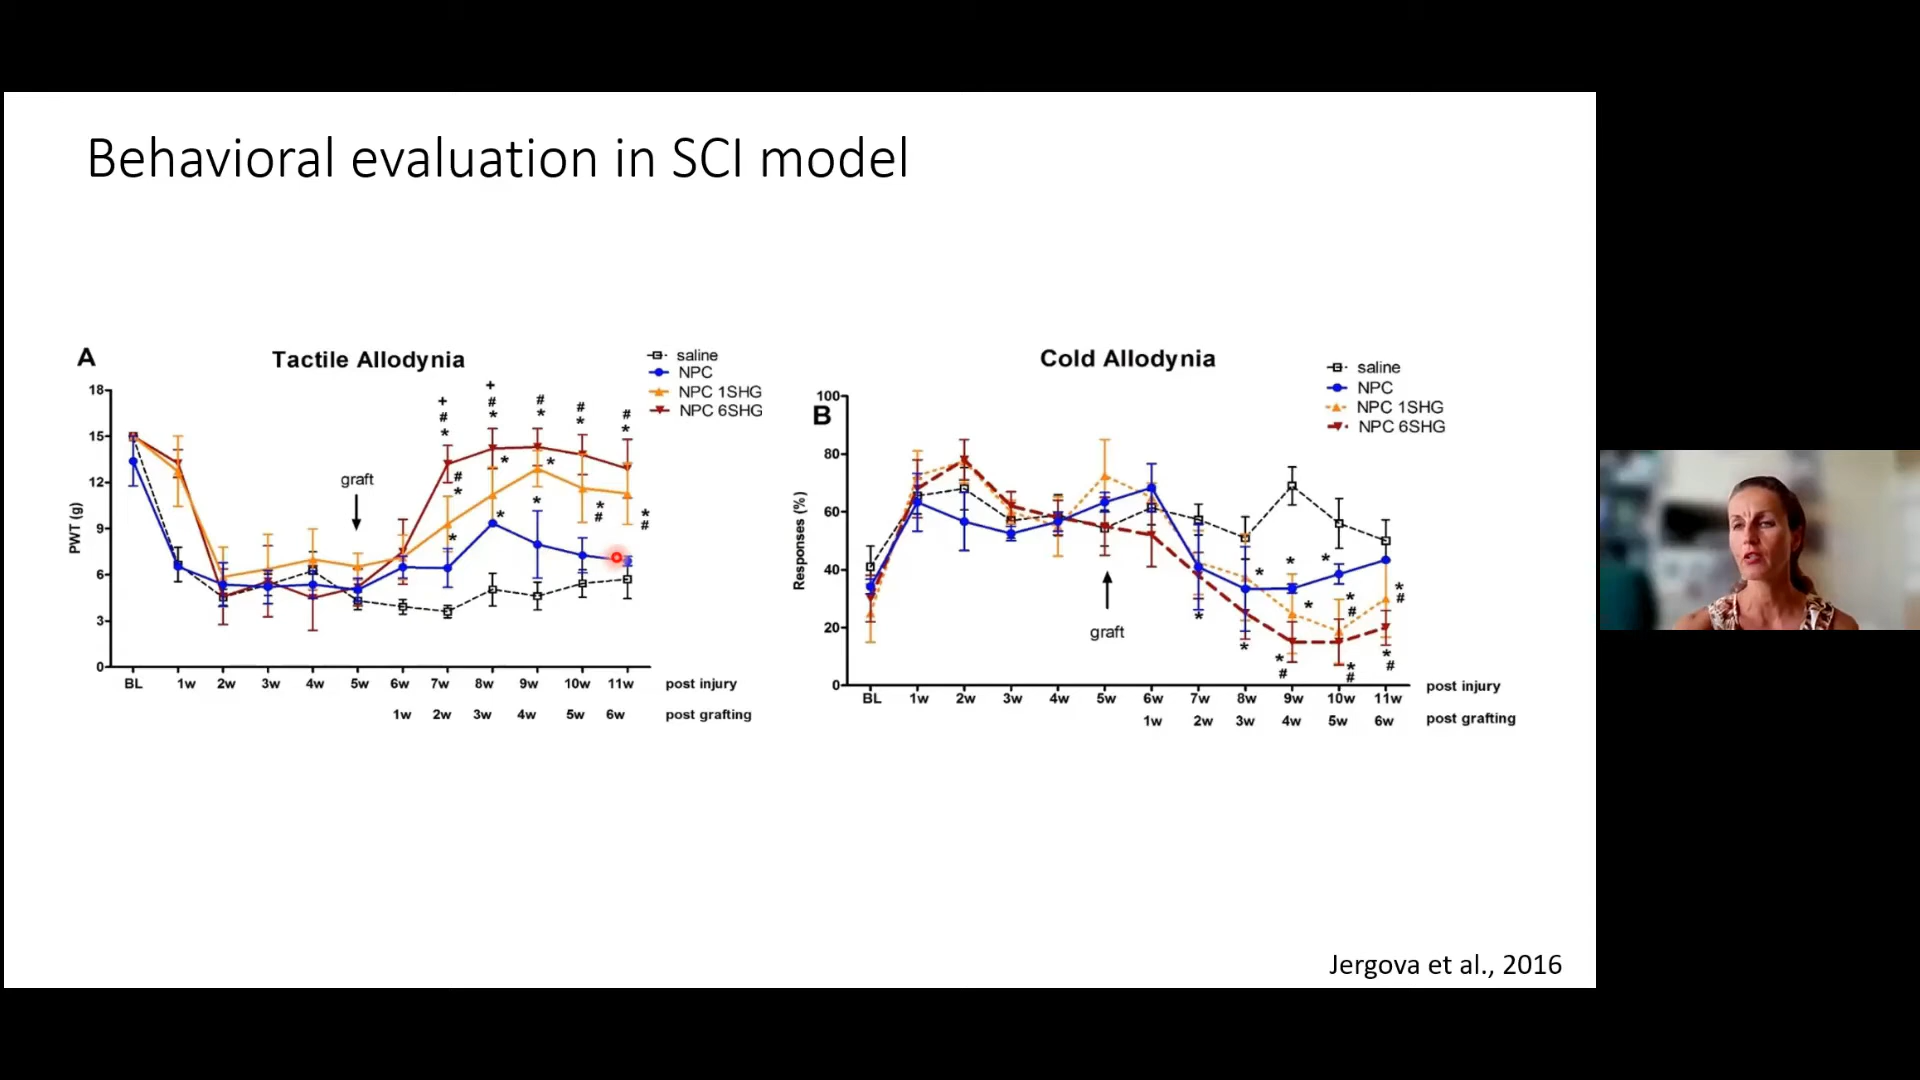 Behavioral evaluation in SCI model
A
Tactile Allodynia
saline
NPC
NPC 1SHG
NPC 6SHG
18
15
12
9
6
3
0
PWT (g)
graft
+ # *
+ # *
# *
# *
# *
# *
*
*
* #
* #
*
*
*
BL 1w 2w 3w 4w 5w 6w 7w 8w 9w 10w 11w post injury
1w 2w 3w 4w 5w 6w post grafting
B
Cold Allodynia
saline
NPC
NPC 1SHG
NPC 6SHG
100
80
60
40
20
0
Responses (%)
graft
*
*
*
*
*
* #
* #
*
* #
* #
* #
BL 1w 2w 3w 4w 5w 6w 7w 8w 9w 10w 11w post injury
1w 2w 3w 4w 5w 6w post grafting
Jergova et al., 2016